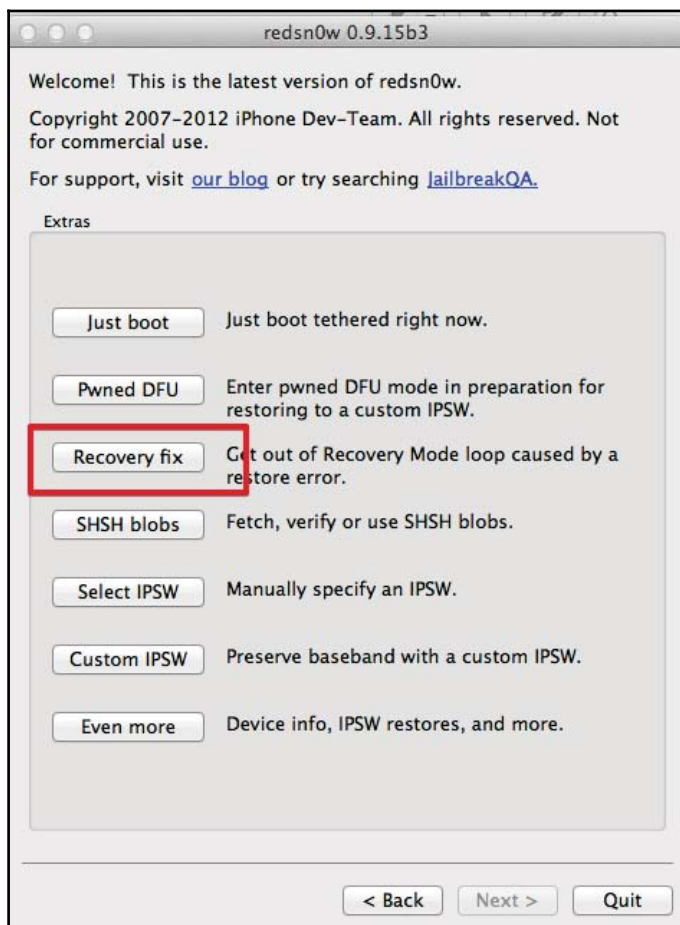 redsn0w 0.9.15b3
Welcome!  This is the latest version of redsn0w.
Copyright 2007-2012 iPhone Dev-Team. All rights reserved. Not
for commercial use.
For support, visit our blog or try searching JailbreakQA.
Extras
Just boot Just boot tethered right now.
Pwned DFU Enter pwned DFU mode in preparation for
restoring to a custom IPSW.
Recovery fix Get out of Recovery Mode loop caused by a
restore error.
SHSH blobs Fetch, verify or use SHSH blobs.
Select IPSW Manually specify an IPSW.
Custom IPSW Preserve baseband with a custom IPSW.
Even more Device info, IPSW restores, and more.
< Back Next > Quit